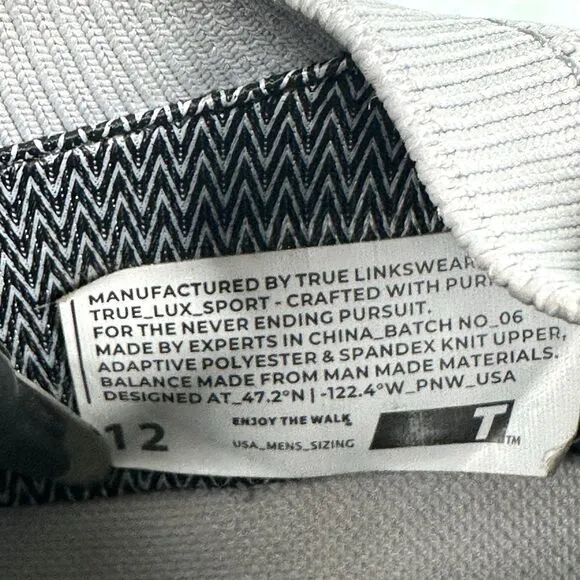 MANUFACTURED BY TRUE LINKSWEAR
TRUE_LUX_SPORT - CRAFTED WITH
FOR THE NEVER ENDING PURSUIT.
MADE BY EXPERTS IN CHINA_BATCH NO_06
ADAPTIVE POLYESTER & SPANDEX KNIT UPPER,
BALANCE MADE FROM MAN MADE MATERIALS.
DESIGNED AT_47.2°N | -122.4°W_PNW_USA
12
ENJOY THE WALK
USA_MENS_SIZING
T™